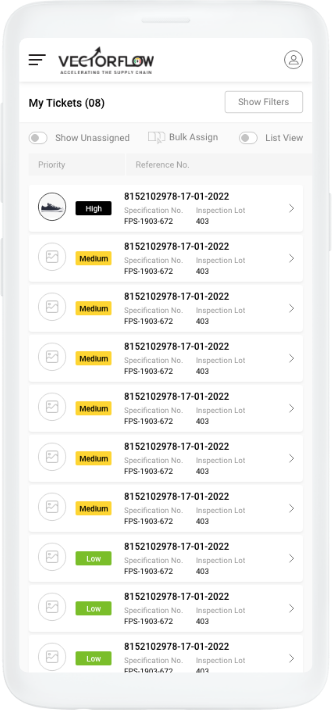 VECTORFLOW
ACCELERATING THE SUPPLY CHAIN
My Tickets (08)
Show Filters
Show Unassigned
Bulk Assign
List View
Priority
Reference No.
High
8152102978-17-01-2022
Specification No. Inspection Lot
FPS-1903-672 403
Medium
8152102978-17-01-2022
Specification No. Inspection Lot
FPS-1903-672 403
Medium
8152102978-17-01-2022
Specification No. Inspection Lot
FPS-1903-672 403
Medium
8152102978-17-01-2022
Specification No. Inspection Lot
FPS-1903-672 403
Medium
8152102978-17-01-2022
Specification No. Inspection Lot
FPS-1903-672 403
Medium
8152102978-17-01-2022
Specification No. Inspection Lot
FPS-1903-672 403
Medium
8152102978-17-01-2022
Specification No. Inspection Lot
FPS-1903-672 403
Low
8152102978-17-01-2022
Specification No. Inspection Lot
FPS-1903-672 403
Low
8152102978-17-01-2022
Specification No. Inspection Lot
FPS-1903-672 403
Low
8152102978-17-01-2022
Specification No. Inspection Lot
FPS-1903-672 403